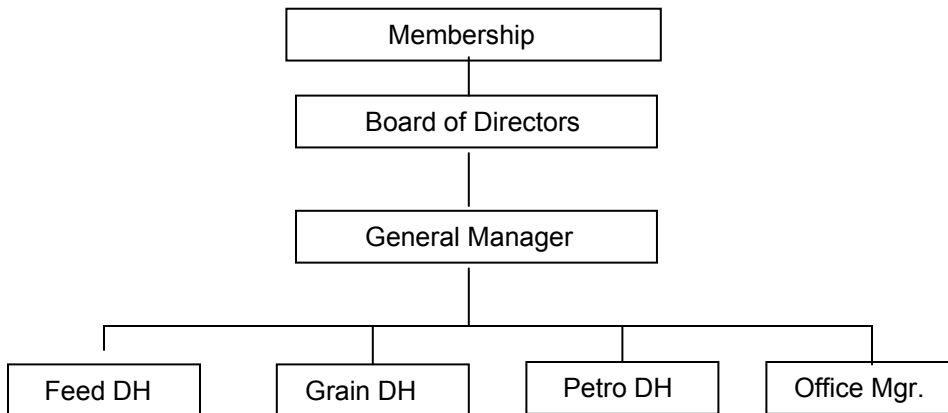 Membership
Board of Directors
General Manager
Feed DH
Grain DH
Petro DH
Office Mgr.